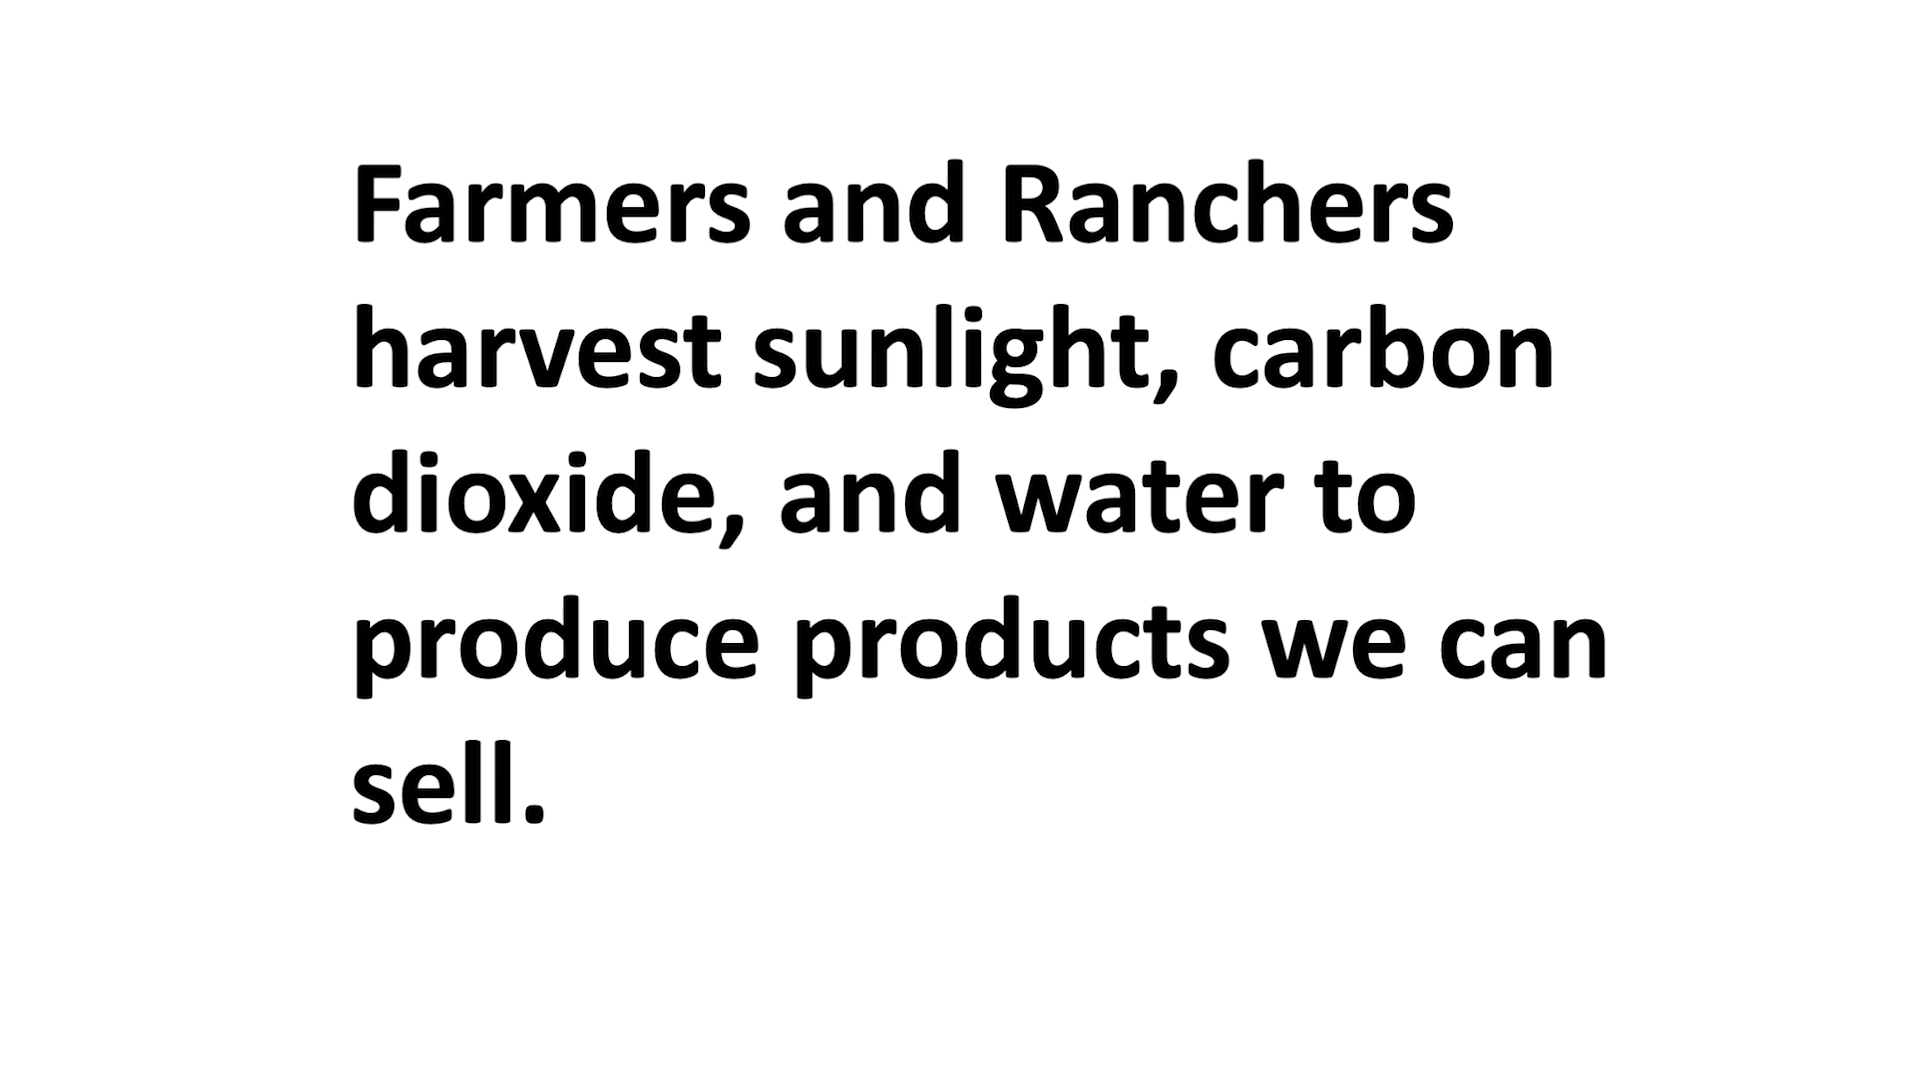 Farmers and Ranchers
harvest sunlight, carbon
dioxide, and water to
produce products we can
sell.